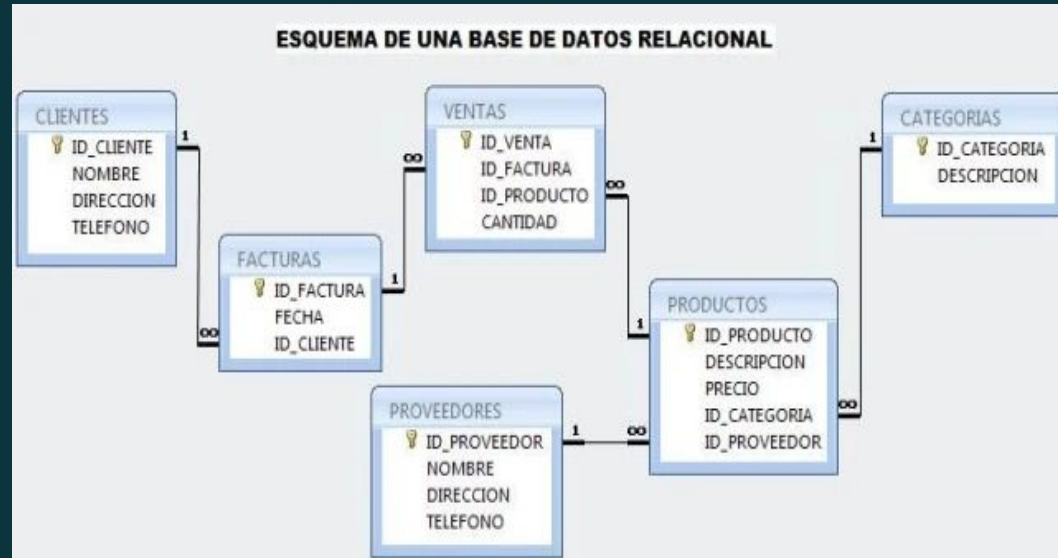 ESQUEMA DE UNA BASE DE DATOS RELACIONAL
CLIENTES
ID_CLIENTE
NOMBRE
DIRECCION
TELEFONO
1
∞
FACTURAS
ID_FACTURA
FECHA
ID_CLIENTE
1
∞
VENTAS
ID_VENTA
ID_FACTURA
ID_PRODUCTO
CANTIDAD
∞
1
PROVEEDORES
ID_PROVEEDOR
NOMBRE
DIRECCION
TELEFONO
1
∞
PRODUCTOS
ID_PRODUCTO
DESCRIPCION
PRECIO
ID_CATEGORIA
ID_PROVEEDOR
∞
1
CATEGORIAS
ID_CATEGORIA
DESCRIPCION